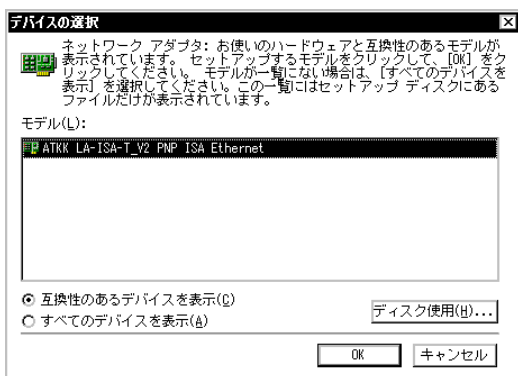 デバイスの選択
ネットワーク アダプタ: お使いのハードウェアと互換性のあるモデルが
表示されています。 セットアップするモデルをクリックして、[OK] をク
リックしてください。 モデルが一覧にない場合は、[すべてのデバイスを
表示] を選択してください。この一覧にはセットアップ ディスクにある
ファイルだけが表示されています。
モデル(L):
ATKK LA-ISA-T_V2 PNP ISA Ethernet
互換性のあるデバイスを表示(C)
すべてのデバイスを表示(A)
ディスク使用(H)...
OK
キャンセル